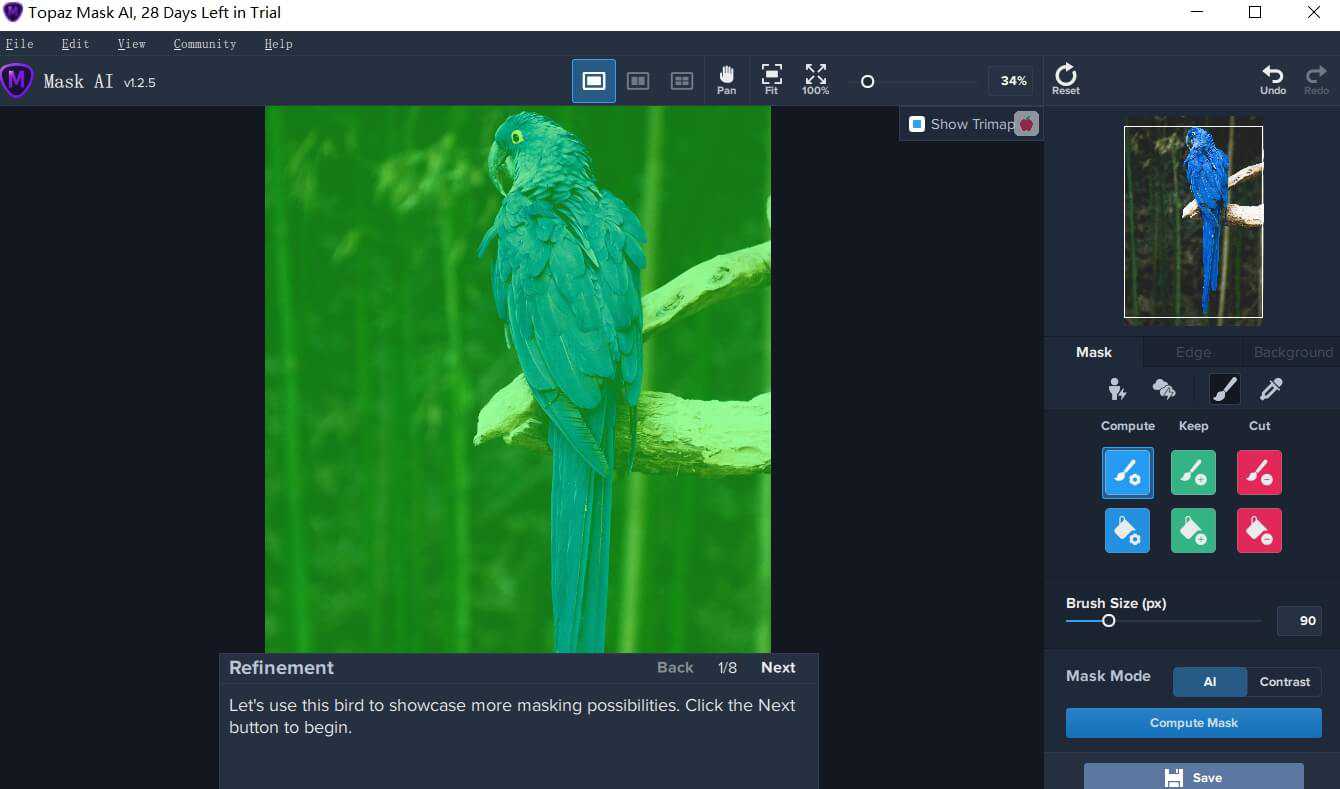 Topaz Mask AI, 28 Days Left in Trial
File Edit View Community Help
M Mask AI v1.2.5
Pan Fit 100% 34% Reset Undo Redo
Show Trimap
Mask Edge Background
Compute Keep Cut
Brush Size (px)
90
Mask Mode AI Contrast
Compute Mask
Save
Refinement Back 1/8 Next
Let's use this bird to showcase more masking possibilities. Click the Next
button to begin.